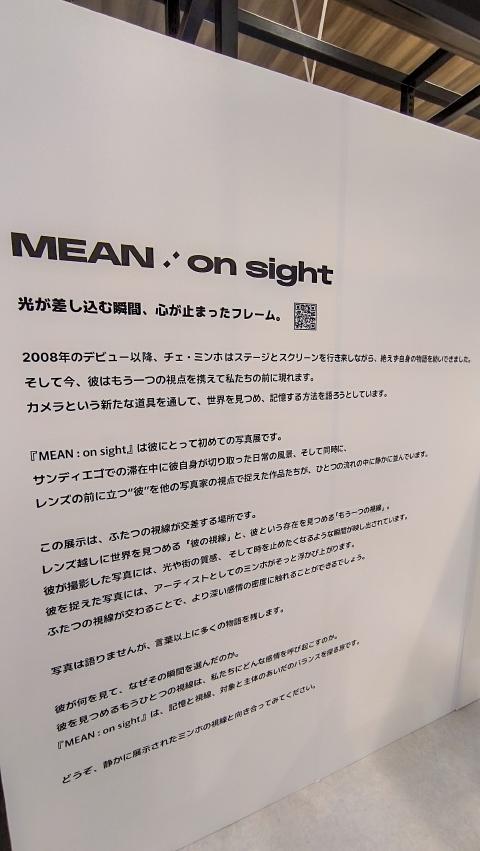 MEAN : on sight
光が差し込む瞬間、心が止まったフレーム。
2008年のデビュー以降、チェ・ミンホはステージとスクリーンを行き来しながら、絶えず自身の物語を紡いできました。
そして今、彼はもう一つの視点を携えて私たちの前に現れます。
カメラという新たな道具を通して、世界を見つめ、記憶する方法を語ろうとしています。
『MEAN : on sight』は彼にとって初めての写真展です。
サンディエゴでの滞在中に彼自身が切り取った日常の風景、そして同時に、
レンズの前に立つ“彼”を他の写真家の視点で捉えた作品たちが、ひとつの流れの中に静かに並んでいます。
この展示は、ふたつの視線が交差する場所です。
レンズ越しに世界を見つめる「彼の視線」と、彼という存在を見つめる「もう一つの視線」。
彼が撮影した写真には、光や街の質感、そして時を止めたくなるような瞬間が映し出されています。
彼を捉えた写真には、アーティストとしてのミンホがそっと浮かび上がります。
ふたつの視線が交わることで、より深い感情の密度に触れることができるでしょう。
写真は語りませんが、言葉以上に多くの物語を残します。
彼が何を見て、なぜその瞬間を選んだのか。
彼を見つめるもうひとつの視線は、私たちにどんな感情を呼び起こすのか。
『MEAN : on sight』は、記憶と視線、対象と主体のあいだのバランスを探る旅です。
どうぞ、静かに展示されたミンホの視線と向き合ってみてください。